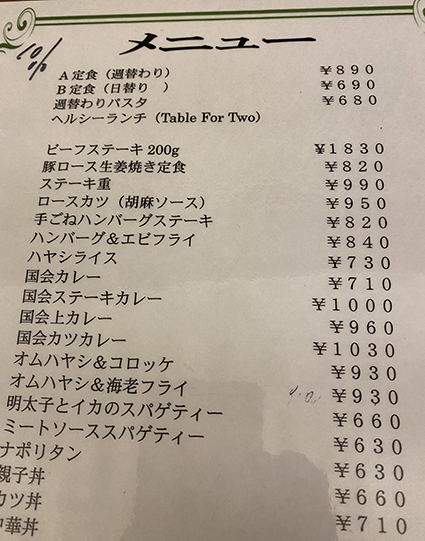 10%
メニュー
A定食（週替わり） ￥８９０
B定食（日替り　） ￥６９０
週替わりパスタ ￥６８０
ヘルシーランチ（Table For Two）
ビーフステーキ200g ￥１８３０
豚ロース生姜焼き定食 ￥８２０
ステーキ重 ￥９９０
ロースカツ（胡麻ソース） ￥９５０
手ごねハンバーグステーキ ￥８２０
ハンバーグ&エビフライ ￥８４０
ハヤシライス ￥７３０
国会カレー ￥７１０
国会ステーキカレー ￥１０００
国会上カレー ￥９６０
国会カツカレー ￥１０３０
オムハヤシ&コロッケ ￥９３０
オムハヤシ&海老フライ ￥９３０
明太子とイカのスパゲティー ￥６６０
ミートソーススパゲティー ￥６３０
ナポリタン ￥６３０
親子丼 ￥６６０
カツ丼 ￥７１０
中華丼